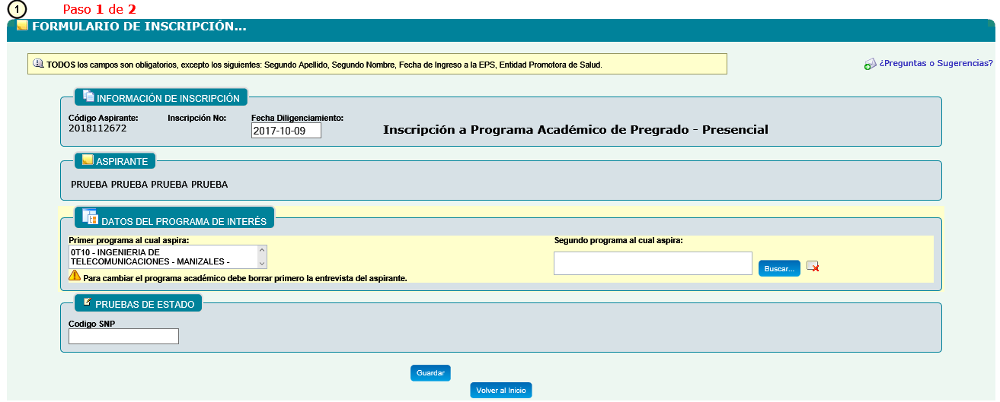 1 Paso 1 de 2
FORMULARIO DE INSCRIPCIÓN...
TODOS los campos son obligatorios, excepto los siguientes: Segundo Apellido, Segundo Nombre, Fecha de Ingreso a la EPS, Entidad Promotora de Salud.
¿Preguntas o Sugerencias?
INFORMACIÓN DE INSCRIPCIÓN
Código Aspirante: Inscripción No: Fecha Diligenciamiento:
2018112672 2017-10-09 Inscripción a Programa Académico de Pregrado - Presencial
ASPIRANTE
PRUEBA PRUEBA PRUEBA PRUEBA
DATOS DEL PROGRAMA DE INTERÉS
Primer programa al cual aspira: Segundo programa al cual aspira:
0T10 - INGENIERIA DE
TELECOMUNICACIONES - MANIZALES -
Buscar...
Para cambiar el programa académico debe borrar primero la entrevista del aspirante.
PRUEBAS DE ESTADO
Codigo SNP
Guardar
Volver al Inicio